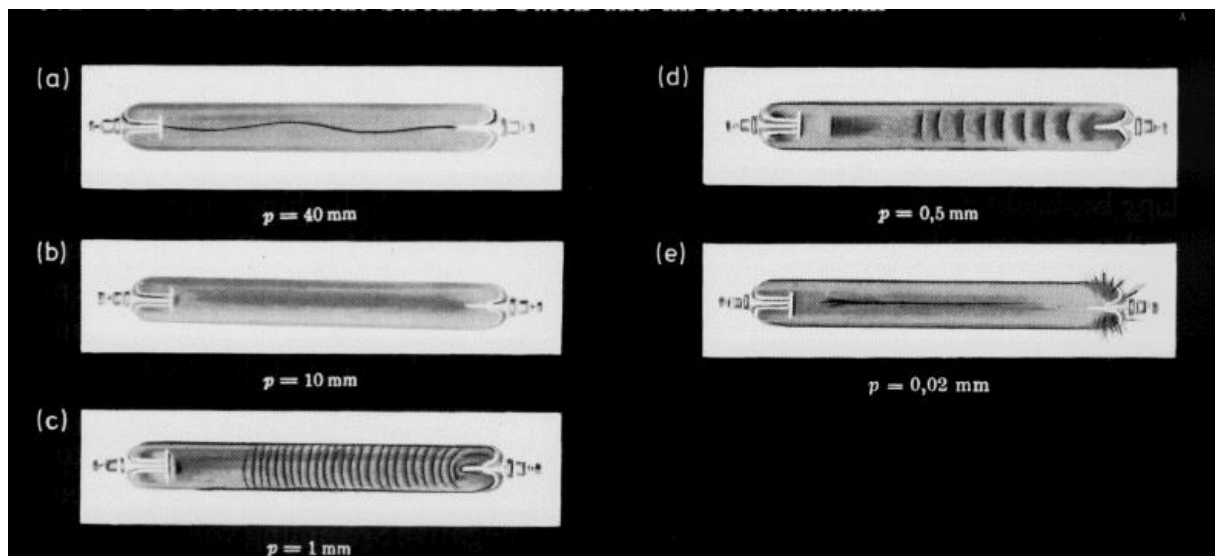 (a)
p = 40 mm
(b)
p = 10 mm
(c)
p = 1 mm
(d)
p = 0,5 mm
(e)
p = 0,02 mm